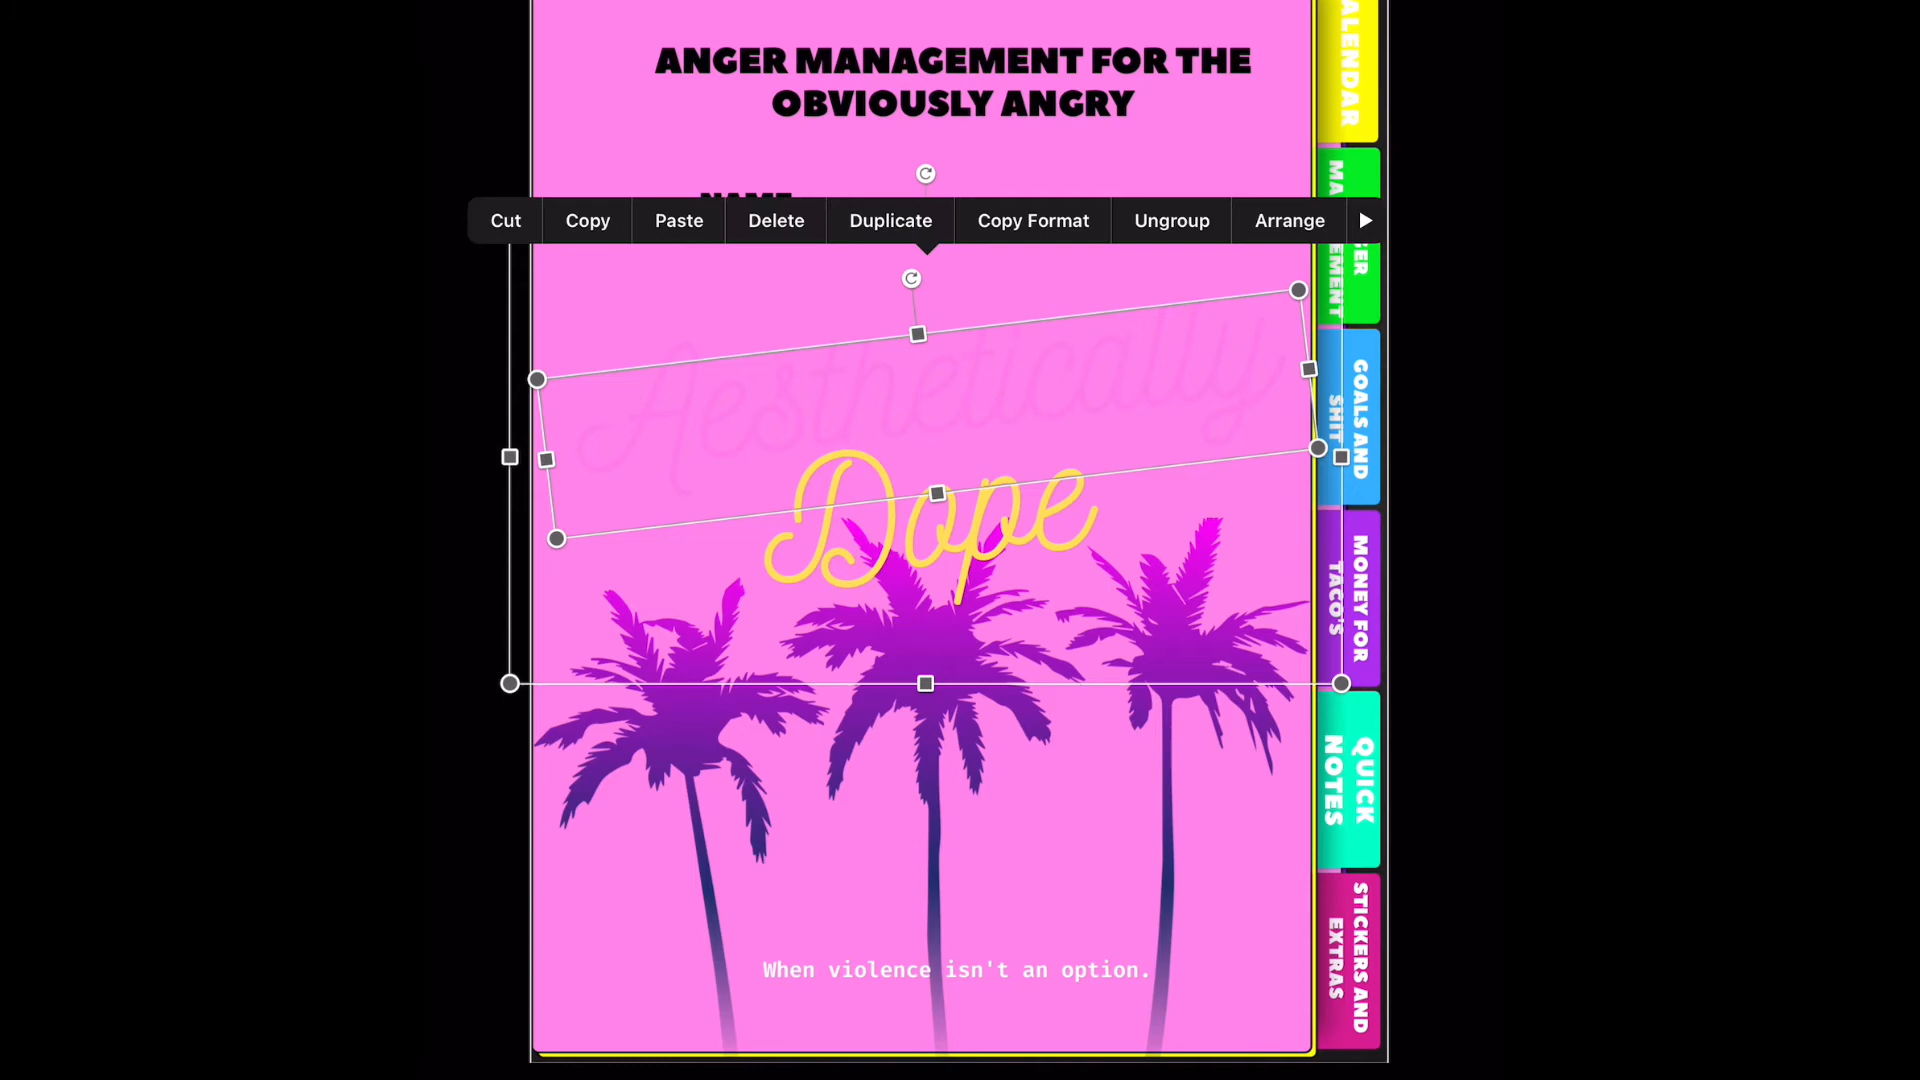 ANGER MANAGEMENT FOR THE
OBVIOUSLY ANGRY
NAME
Cut Copy Paste Delete Duplicate Copy Format Ungroup Arrange
Aesthetically
Dope
When violence isn't an option.
ALENDAR
GOALS AND
SHIT
MONEY FOR
TACO'S
QUICK
NOTES
STICKERS AND
EXTRAS